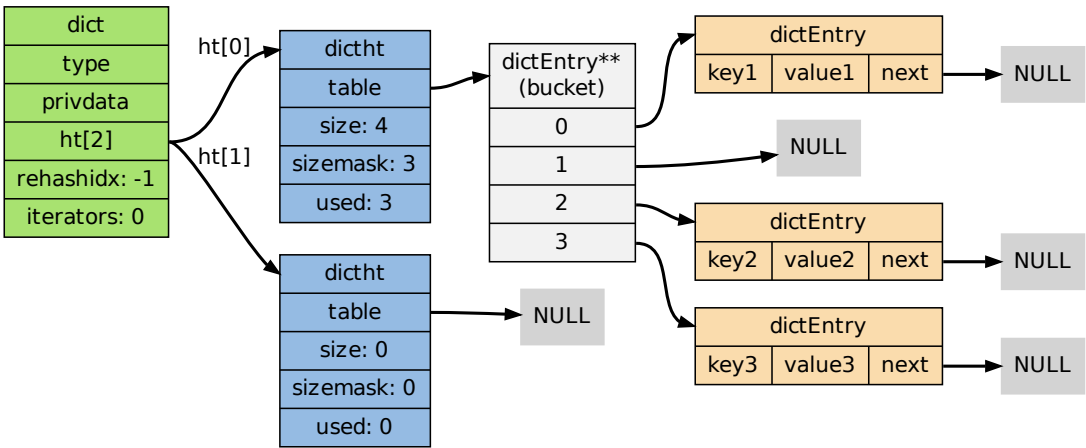 dict
type
privdata
ht[2]
rehashidx: -1
iterators: 0
ht[0]
ht[1]
dictht
table
size: 4
sizemask: 3
used: 3
dictht
table
size: 0
sizemask: 0
used: 0
dictEntry**
(bucket)
0
1
2
3
NULL
dictEntry
key1 value1 next
NULL
NULL
dictEntry
key2 value2 next
NULL
dictEntry
key3 value3 next
NULL